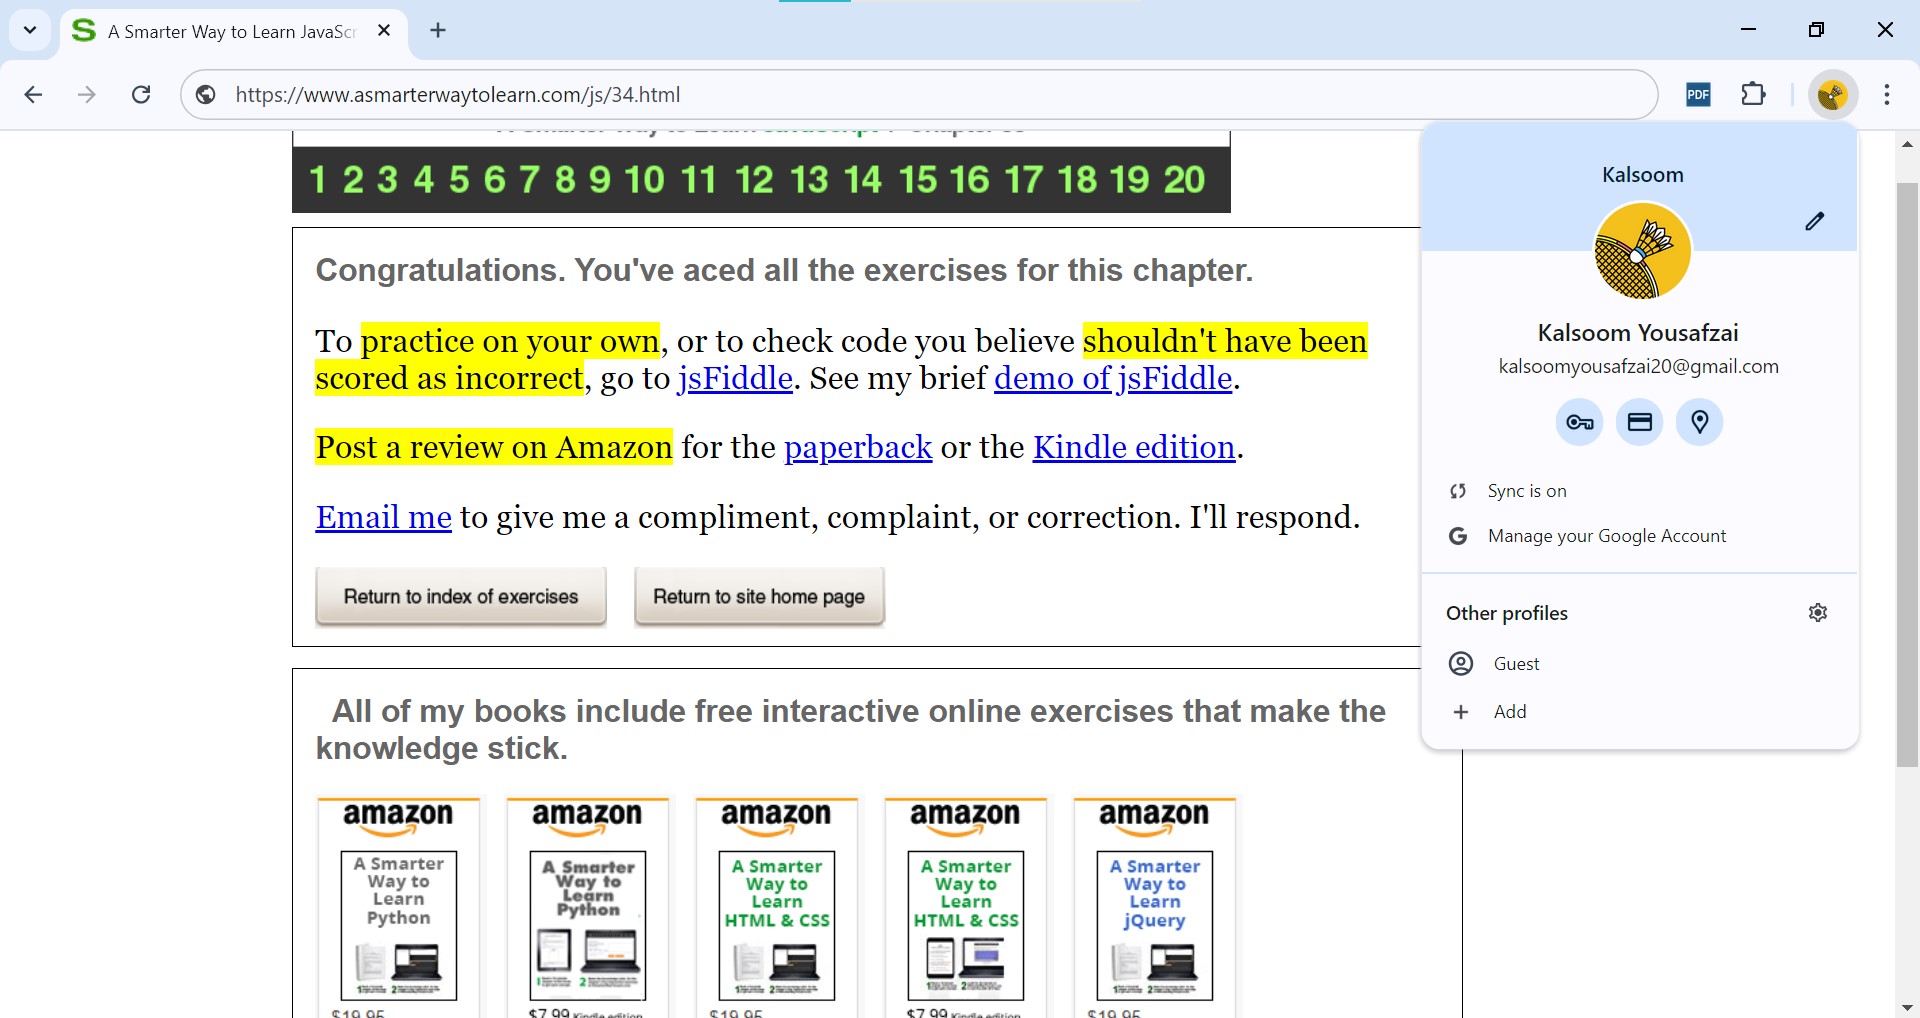 A Smarter Way to Learn JavaScr
https://www.asmarterwaytolearn.com/js/34.html
PDF
1 2 3 4 5 6 7 8 9 10 11 12 13 14 15 16 17 18 19 20
Congratulations. You've aced all the exercises for this chapter.
To practice on your own, or to check code you believe shouldn't have been
scored as incorrect, go to jsFiddle. See my brief demo of jsFiddle.
Post a review on Amazon for the paperback or the Kindle edition.
Email me to give me a compliment, complaint, or correction. I'll respond.
Return to index of exercises
Return to site home page
All of my books include free interactive online exercises that make the
knowledge stick.
amazon
A Smarter
Way to
Learn
Python
$19.95
amazon
A Smarter
Way to
Learn
Python
$7.99 Kindle edition
amazon
A Smarter
Way to
Learn
HTML & CSS
$19.95
amazon
A Smarter
Way to
Learn
HTML & CSS
$7.99 Kindle edition
amazon
A Smarter
Way to
Learn
jQuery
$19.95
Kalsoom
Kalsoom Yousafzai
kalsoomyousafzai20@gmail.com
Sync is on
Manage your Google Account
Other profiles
Guest
Add